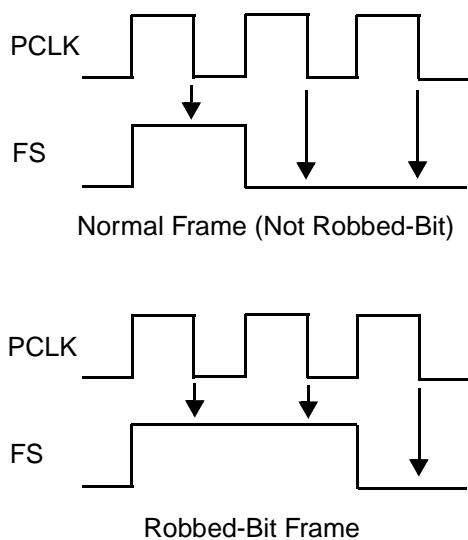 PCLK
FS
Normal Frame (Not Robbed-Bit)
PCLK
FS
Robbed-Bit Frame